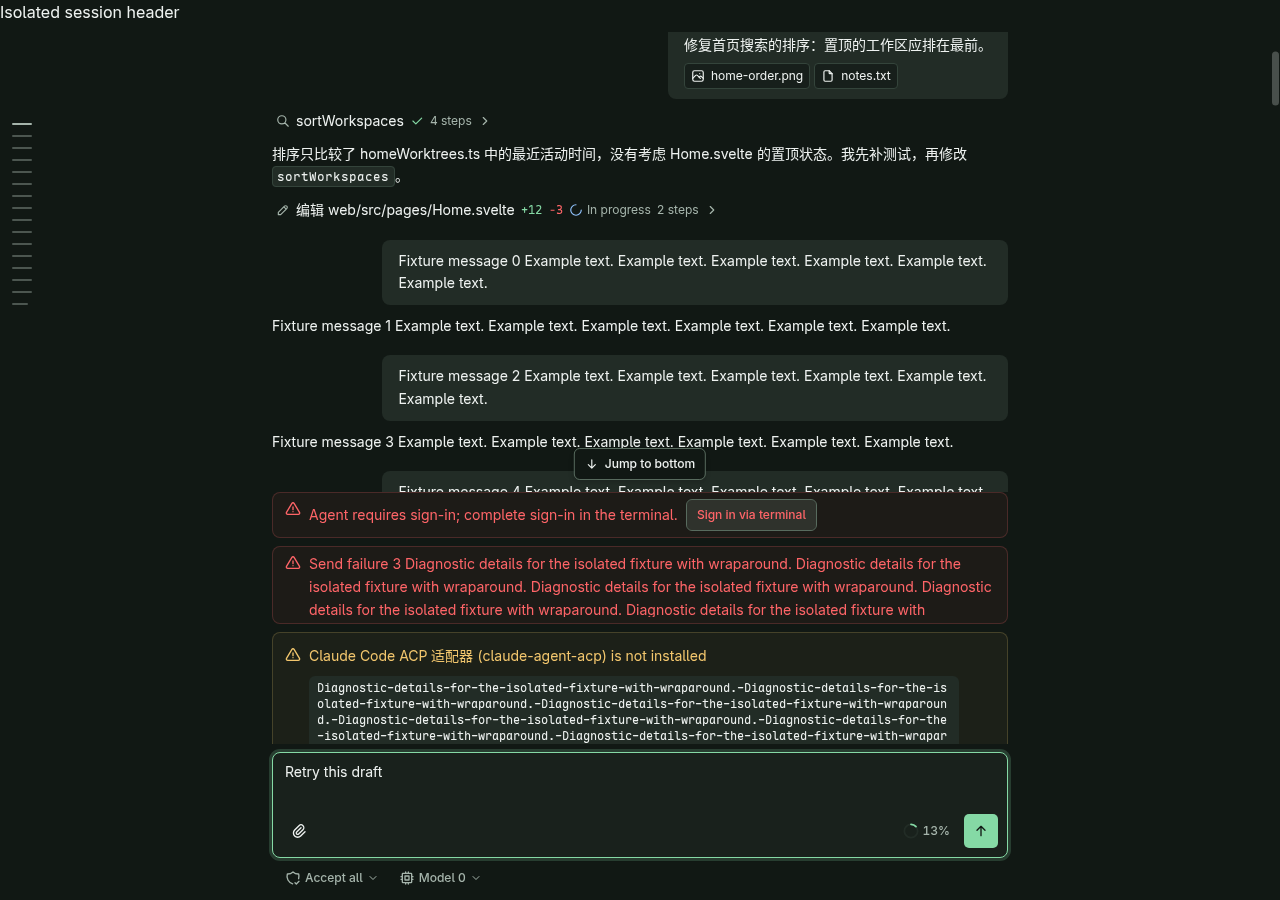 Isolated session header
修复首页搜索的排序：置顶的工作区应排在最前。
home-order.png notes.txt
sortWorkspaces 4 steps
排序只比较了 homeWorktrees.ts 中的最近活动时间，没有考虑 Home.svelte 的置顶状态。我先补测试，再修改
sortWorkspaces。
编辑 web/src/pages/Home.svelte +12 -3 In progress 2 steps
Fixture message 0 Example text. Example text. Example text. Example text. Example text.
Example text.
Fixture message 1 Example text. Example text. Example text. Example text. Example text. Example text.
Fixture message 2 Example text. Example text. Example text. Example text. Example text.
Example text.
Fixture message 3 Example text. Example text. Example text. Example text. Example text. Example text.
Jump to bottom
Fixture message 4 Example text. Example text. Example text. Example text. Example text.
Agent requires sign-in; complete sign-in in the terminal. Sign in via terminal
Send failure 3 Diagnostic details for the isolated fixture with wraparound. Diagnostic details for the
isolated fixture with wraparound. Diagnostic details for the isolated fixture with wraparound. Diagnostic
details for the isolated fixture with wraparound. Diagnostic details for the isolated fixture with
Claude Code ACP 适配器 (claude-agent-acp) is not installed
Diagnostic-details-for-the-isolated-fixture-with-wraparound.-Diagnostic-details-for-the-is
olated-fixture-with-wraparound.-Diagnostic-details-for-the-isolated-fixture-with-wraparoun
d.-Diagnostic-details-for-the-isolated-fixture-with-wraparound.-Diagnostic-details-for-the
-isolated-fixture-with-wraparound.-Diagnostic-details-for-the-isolated-fixture-with-wrapar
Retry this draft
13%
Accept all Model 0